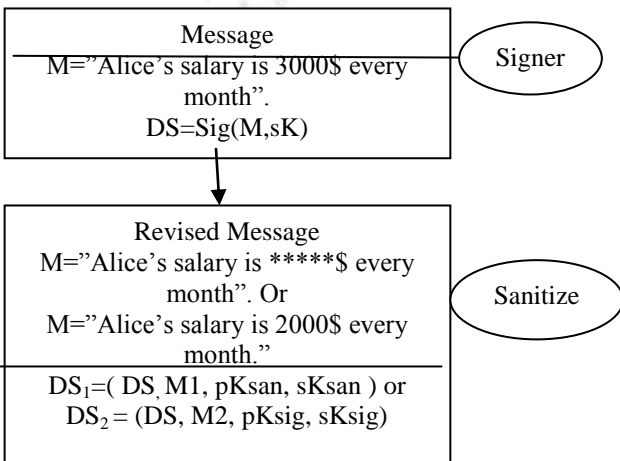 Message
M=”Alice’s salary is 3000$ every
month”.
DS=Sig(M,sK)
Signer
Revised Message
M=”Alice’s salary is *****$ every
month”. Or
M=”Alice’s salary is 2000$ every
month.”
Sanitize
DS₁=( DS, M1, pKsan, sKsan ) or
DS₂ = (DS, M2, pKsig, sKsig)